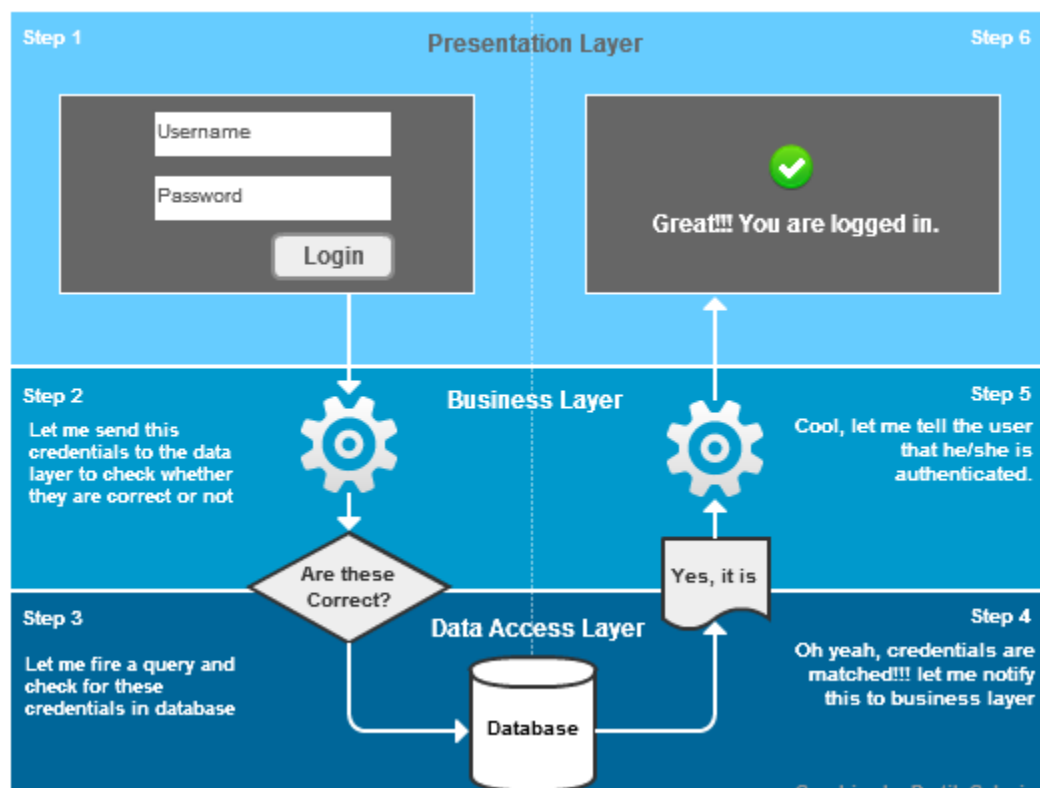 Step 1
Presentation Layer
Step 6
Username
Password
Login
Great!!! You are logged in.
Step 2
Let me send this
credentials to the data
layer to check whether
they are correct or not
Business Layer
Step 5
Cool, let me tell the user
that he/she is
authenticated.
Are these
Correct?
Yes, it is
Step 3
Let me fire a query and
check for these
credentials in database
Data Access Layer
Database
Step 4
Oh yeah, credentials are
matched!!! let me notify
this to business layer